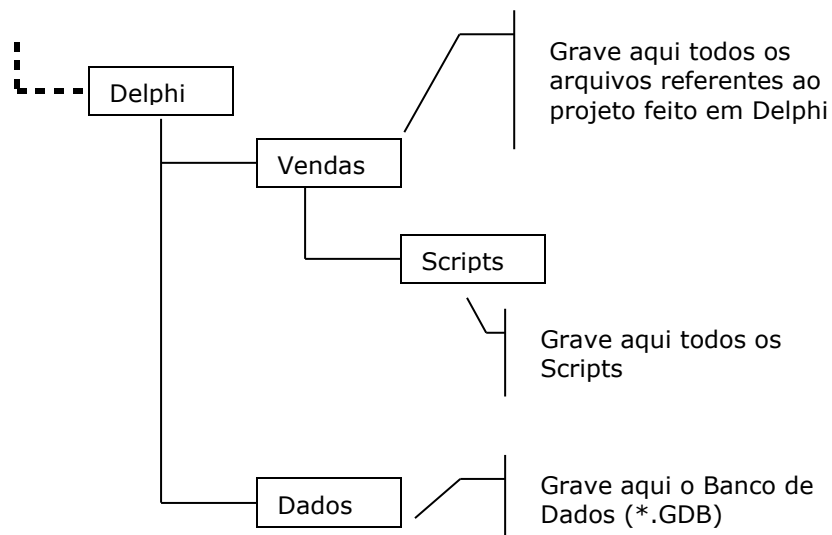 Delphi
Grave aqui todos os
arquivos referentes ao
projeto feito em Delphi
Vendas
Scripts
Grave aqui todos os
Scripts
Dados
Grave aqui o Banco de
Dados (*.GDB)